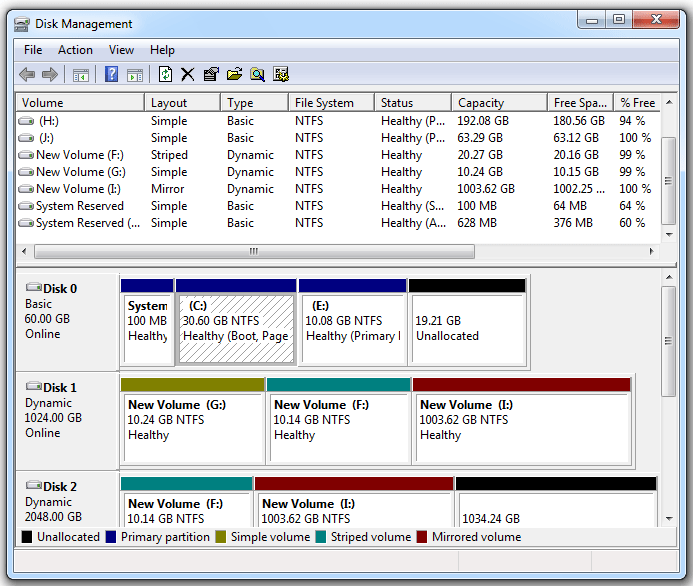 Disk Management
File Action View Help
Volume Layout Type File System Status Capacity Free Spa... % Free
(H:) Simple Basic NTFS Healthy (P... 192.08 GB 180.56 GB 94 %
(J:) Simple Basic NTFS Healthy (P... 63.29 GB 63.12 GB 100 %
New Volume (F:) Striped Dynamic NTFS Healthy 20.27 GB 20.16 GB 99 %
New Volume (G:) Simple Dynamic NTFS Healthy 10.24 GB 10.15 GB 99 %
New Volume (I:) Mirror Dynamic NTFS Healthy 1003.62 GB 1002.25 ... 100 %
System Reserved Simple Basic NTFS Healthy (S... 100 MB 64 MB 64 %
System Reserved (... Simple Basic NTFS Healthy (A... 628 MB 376 MB 60 %
Disk 0
Basic
60.00 GB
Online
System
100 MB
Healthy
(C:)
30.60 GB NTFS
Healthy (Boot, Page
(E:)
10.08 GB NTFS
Healthy (Primary
19.21 GB
Unallocated
Disk 1
Dynamic
1024.00 GB
Online
New Volume (G:)
10.24 GB NTFS
Healthy
New Volume (F:)
10.14 GB NTFS
Healthy
New Volume (I:)
1003.62 GB NTFS
Healthy
Disk 2
Dynamic
2048.00 GB
New Volume (F:)
10.14 GB NTFS
New Volume (I:)
1003.62 GB NTFS
1034.24 GB
Unallocated Primary partition Simple volume Striped volume Mirrored volume